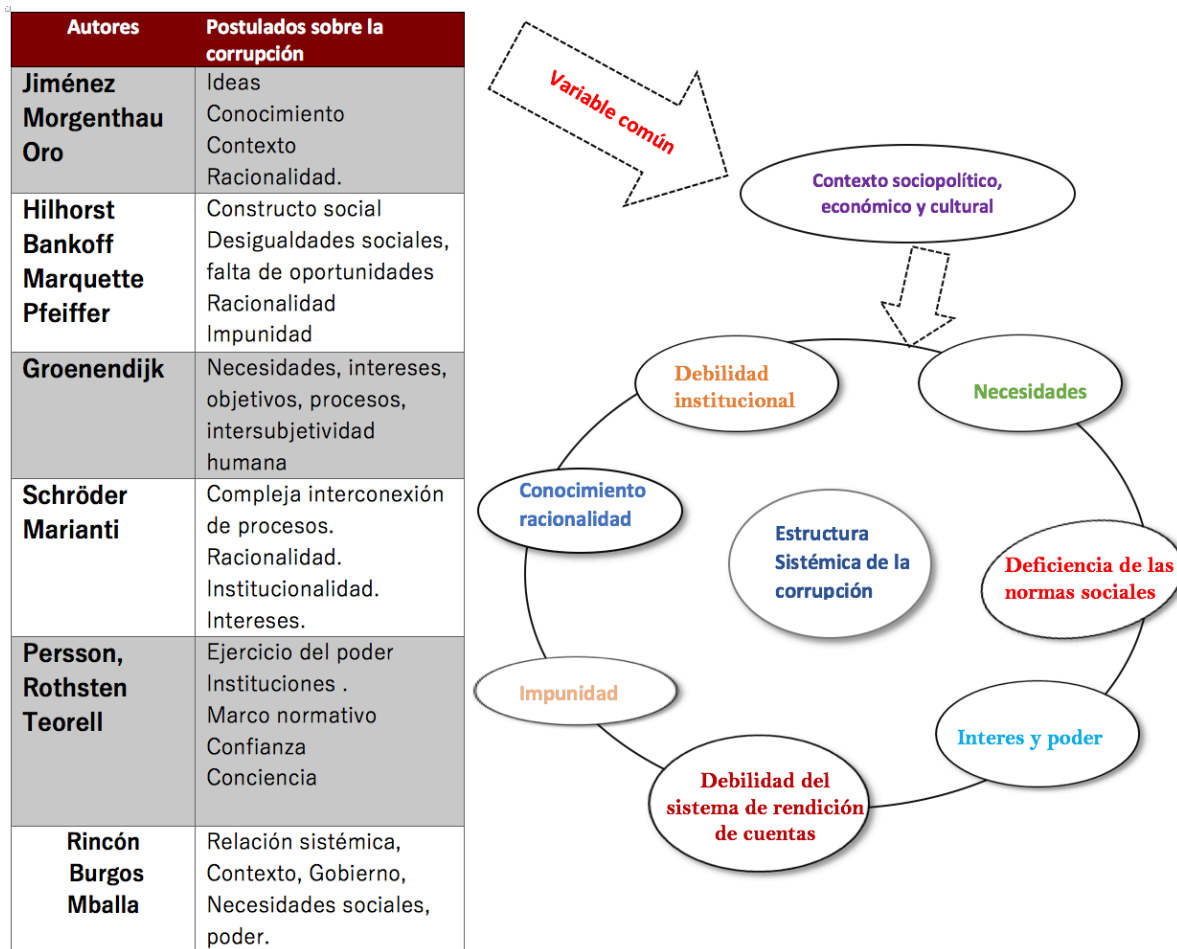 Autores
Postulados sobre la
corrupción
Jiménez
Morgenthau
Oro
Ideas
Conocimiento
Contexto
Racionalidad.
Hilhorst
Bankoff
Marquette
Pfeiffer
Constructo social
Desigualdades sociales,
falta de oportunidades
Racionalidad
Impunidad
Groenendijk
Necesidades, intereses,
objetivos, procesos,
intersubjetividad
humana
Schröder
Marianti
Compleja interconexión
de procesos.
Racionalidad.
Institucionalidad.
Intereses.
Persson,
Rothsten
Teorell
Ejercicio del poder
Instituciones .
Marco normativo
Confianza
Conciencia
Rincón
Burgos
Mballa
Relación sistémica,
Contexto, Gobierno,
Necesidades sociales,
poder.
Variable común
Contexto sociopolítico,
económico y cultural
Debilidad
institucional
Necesidades
Conocimiento
racionalidad
Estructura
Sistémica de la
corrupción
Deficiencia de las
normas sociales
Impunidad
Interes y poder
Debilidad del
sistema de rendición
de cuentas